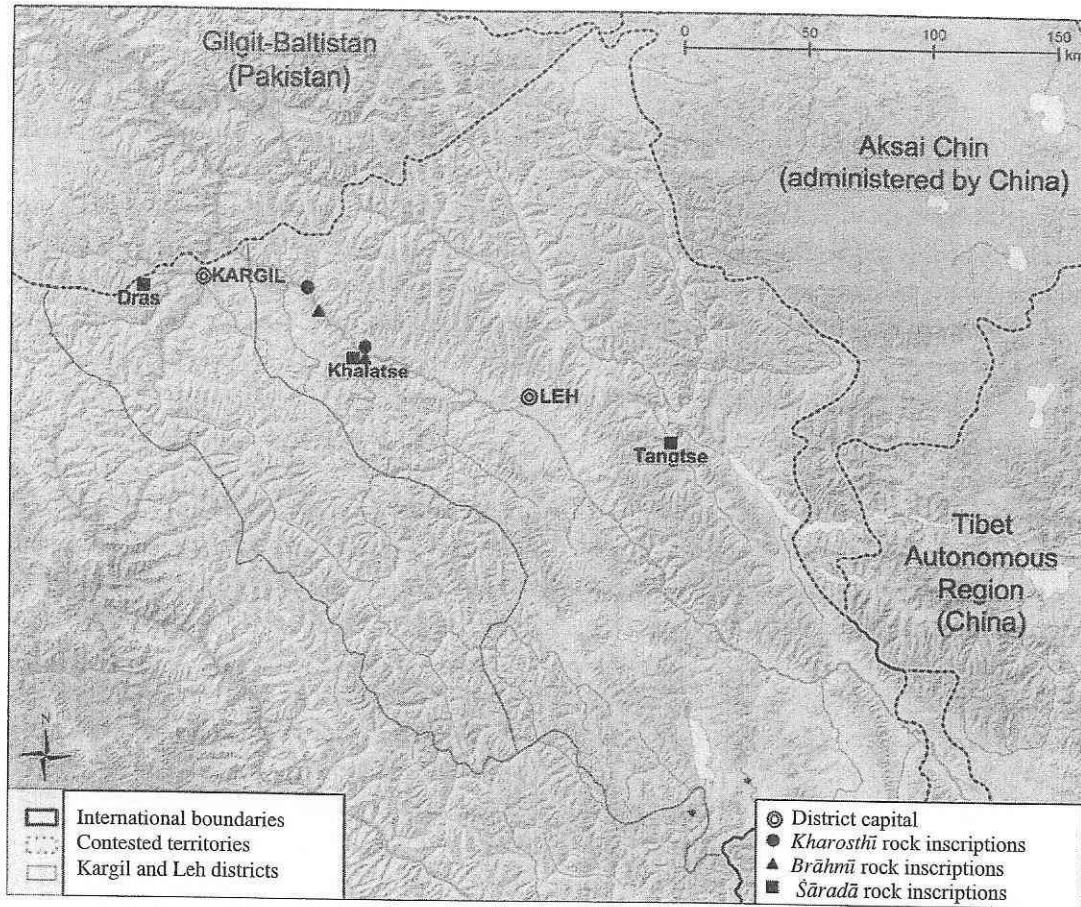 Gilgit-Baltistan
(Pakistan)
0 50 100 150
km
Aksai Chin
(administered by China)
KARGIL
Dras
Khalatse
LEH
Tangtse
Tibet
Autonomous
Region
(China)
N
International boundaries
Contested territories
Kargil and Leh districts
District capital
Kharosthī rock inscriptions
Brāhmī rock inscriptions
Śāradā rock inscriptions